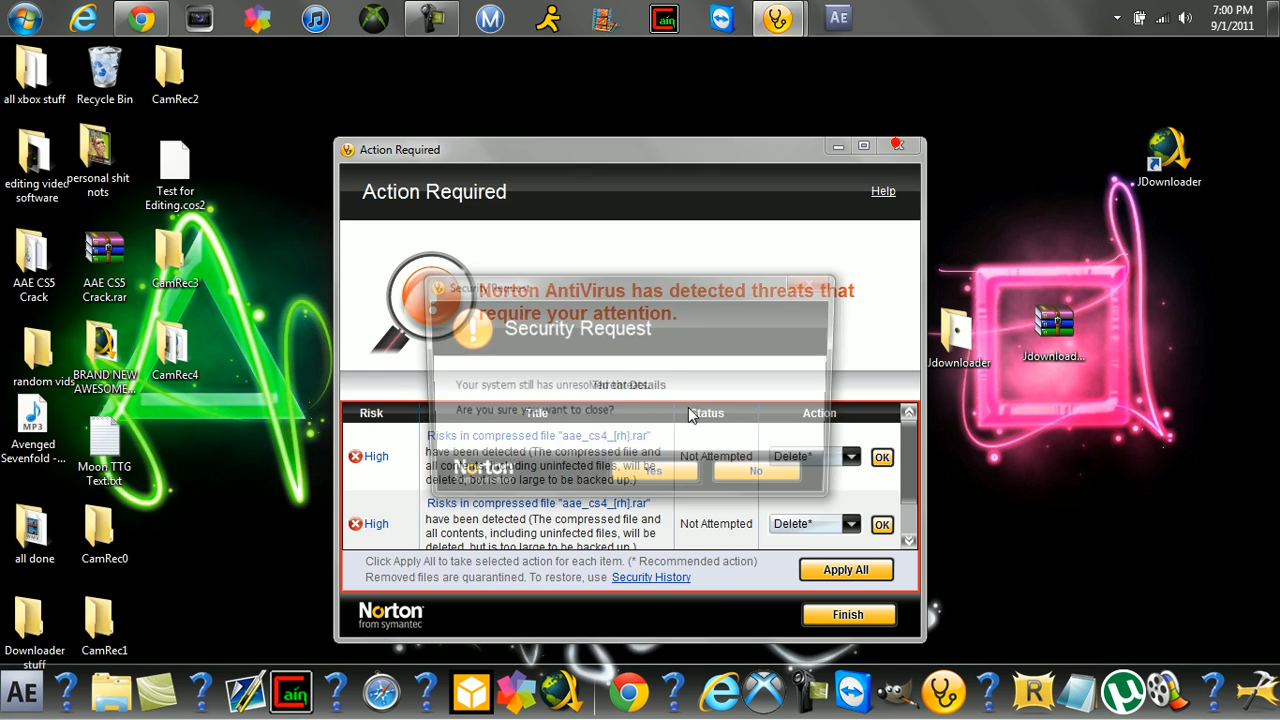 AE
7:00 PM
9/1/2011
all xbox stuff
Recycle Bin
CamRec2
editing video software
personal shit nots
Test for Editing.cos2
AAE CS5 Crack
AAE CS5 Crack.rar
CamRec3
random vids
BRAND NEW AWESOME...
CamRec4
Avenged Sevenfold -...
Moon TTG Text.txt
all done
CamRec0
Downloader stuff
CamRec1
JDownloader
Jdownloader
Jdownload...
Action Required
Action Required
Help
Norton AntiVirus has detected threats that
require your attention.
Security Request
Your system still has unresolved threats.
Are you sure you want to close?
Norton
Yes
No
Threat Details
Risk
Title
Status
Action
High
Risks in compressed file "aae_cs4_[rh].rar"
have been detected (The compressed file and
all contents, including uninfected files, will be
deleted, but is too large to be backed up.)
Not Attempted
Delete*
OK
High
Risks in compressed file "aae_cs4_[rh].rar"
have been detected (The compressed file and
all contents, including uninfected files, will be
deleted, but is too large to be backed up.)
Not Attempted
Delete*
OK
Click Apply All to take selected action for each item. (* Recommended action)
Removed files are quarantined. To restore, use Security History
Apply All
Norton
from symantec
Finish
MP3
Cain
AE
Cain